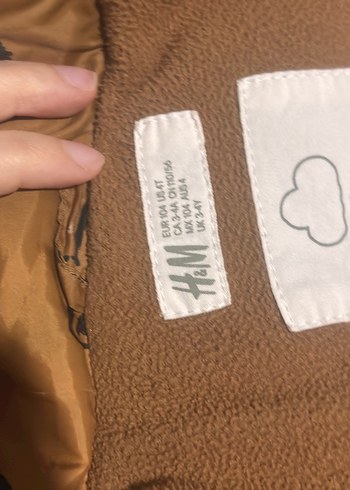 EUR 104 US 4T
CA 3-4A CN 110/56
MX 104 AUS 4
UK 3-4Y
H&M